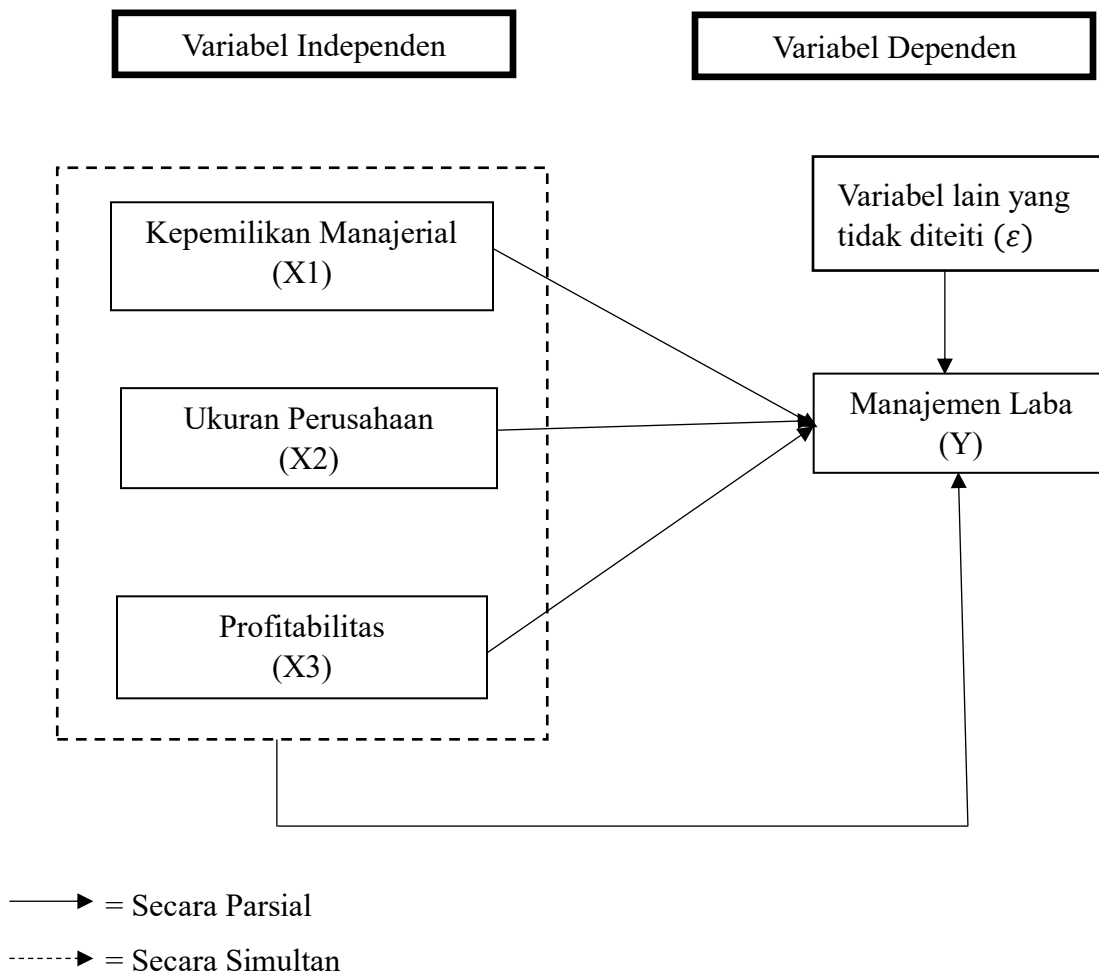 Variabel Independen
Variabel Dependen
Kepemilikan Manajerial
(X1)
Variabel lain yang
tidak diteiti (ε)
Ukuran Perusahaan
(X2)
Manajemen Laba
(Y)
Profitabilitas
(X3)
= Secara Parsial
= Secara Simultan